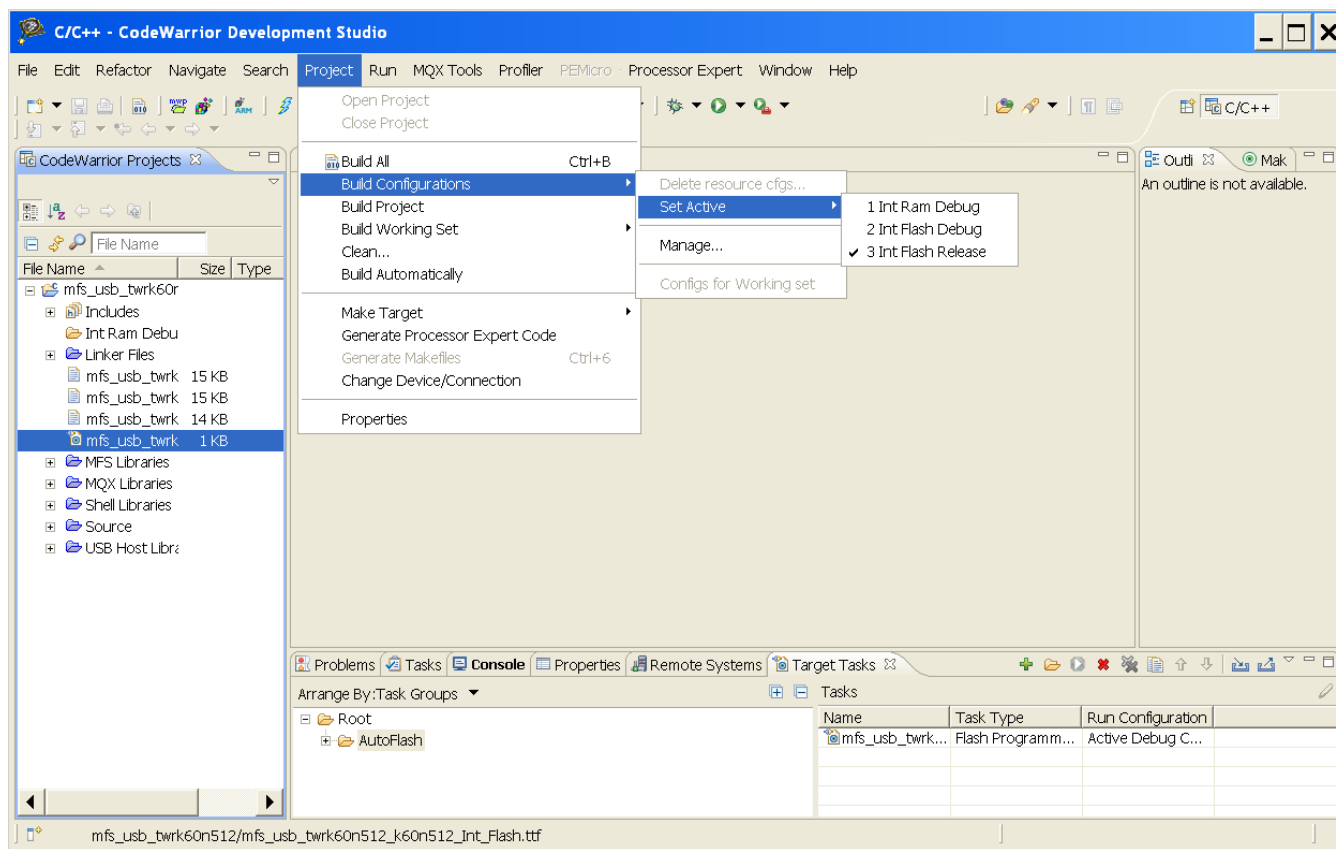 C/C++ - CodeWarrior Development Studio
File Edit Refactor Navigate Search Project Run MQX Tools Profiler PEMicro Processor Expert Window Help
C/C++
Open Project
Close Project
Build All Ctrl+B
Build Configurations
Build Project
Build Working Set
Clean...
Build Automatically
Make Target
Generate Processor Expert Code
Generate Makefiles Ctrl+6
Change Device/Connection
Properties
Delete resource cfgs...
Set Active
Manage...
Configs for Working set
1 Int Ram Debug
2 Int Flash Debug
3 Int Flash Release
CodeWarrior Projects
File Name
File Name Size Type
mfs_usb_twrk60r
Includes
Int Ram Debu
Linker Files
mfs_usb_twrk 15 KB
mfs_usb_twrk 15 KB
mfs_usb_twrk 14 KB
mfs_usb_twrk 1 KB
MFS Libraries
MQX Libraries
Shell Libraries
Source
USB Host Libra
Outli Mak
An outline is not available.
Problems Tasks Console Properties Remote Systems Target Tasks
Arrange By:Task Groups
Root
AutoFlash
Tasks
Name Task Type Run Configuration
mfs_usb_twrk... Flash Programm... Active Debug C...
mfs_usb_twrk60n512/mfs_usb_twrk60n512_k60n512_Int_Flash.ttf